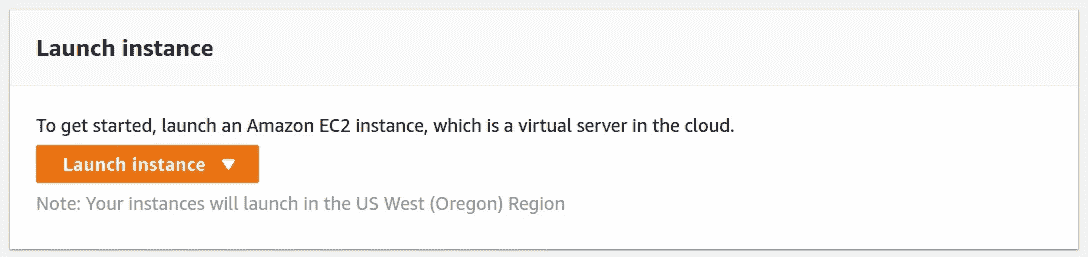 Launch instance
To get started, launch an Amazon EC2 instance, which is a virtual server in the cloud.
Launch instance
Note: Your instances will launch in the US West (Oregon) Region